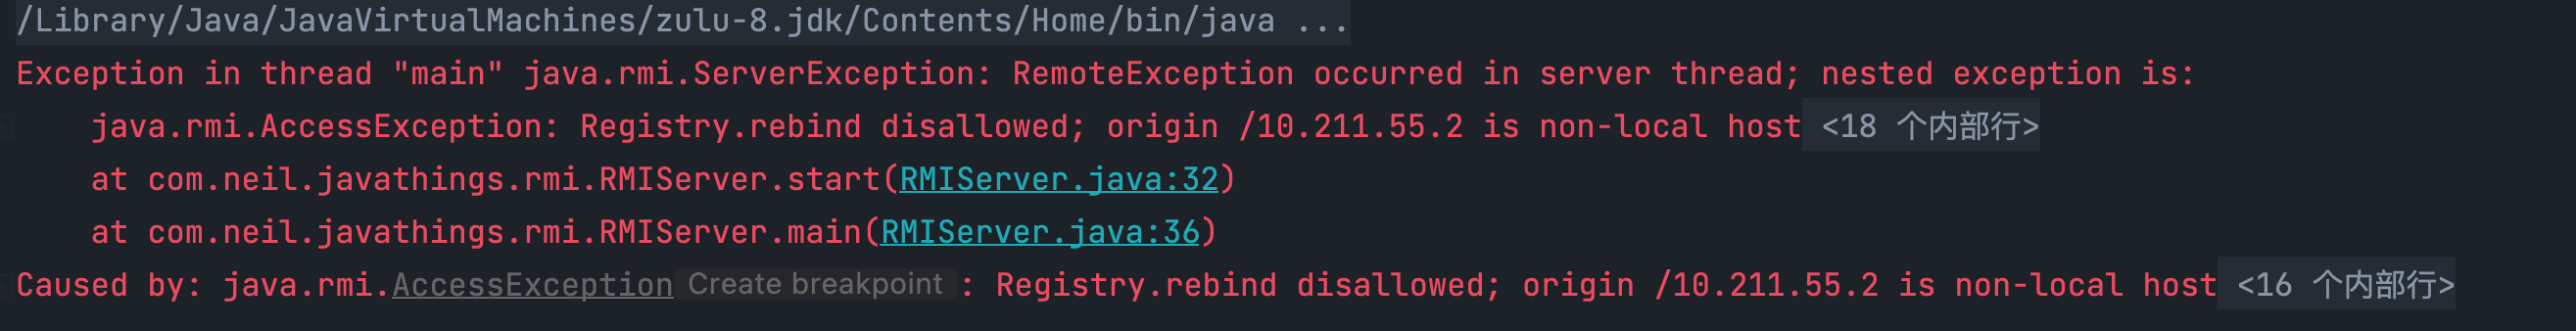 /Library/Java/JavaVirtualMachines/zulu-8.jdk/Contents/Home/bin/java ...
Exception in thread "main" java.rmi.ServerException: RemoteException occurred in server thread; nested exception is:
    java.rmi.AccessException: Registry.rebind disallowed; origin /10.211.55.2 is non-local host <18 个内部行>
    at com.neil.javathings.rmi.RMIServer.start(RMIServer.java:32)
    at com.neil.javathings.rmi.RMIServer.main(RMIServer.java:36)
Caused by: java.rmi.AccessException Create breakpoint : Registry.rebind disallowed; origin /10.211.55.2 is non-local host <16 个内部行>